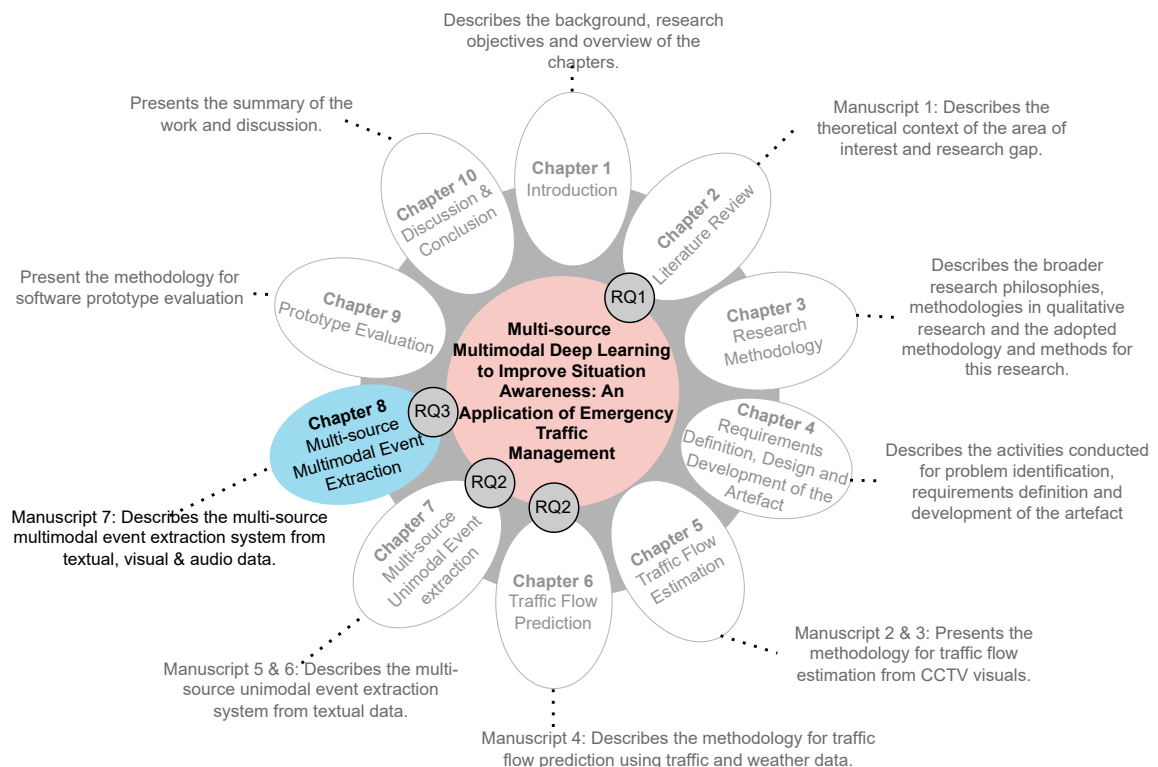 Describes the background, research
objectives and overview of the
chapters.
Presents the summary of the
work and discussion.
Manuscript 1: Describes the
theoretical context of the area of
interest and research gap.
Chapter 1
Introduction
Chapter 10
Discussion &
Conclusion
Chapter 2
Literature Review
Present the methodology for
software prototype evaluation
Chapter 9
Prototype Evaluation
RQ1
Chapter 3
Research
Methodology
Describes the broader
research philosophies,
methodologies in qualitative
research and the adopted
methodology and methods for
this research.
Multi-source
Multimodal Deep Learning
to Improve Situation
Awareness: An
Application of Emergency
Traffic
Management
Chapter 8
Multi-source
Multimodal Event
Extraction
RQ3
Chapter 4
Requirements
Definition, Design and
Development of the
Artefact
Describes the activities conducted
for problem identification,
requirements definition and
development of the artefact
RQ2
RQ2
Manuscript 7: Describes the multi-source
multimodal event extraction system from
textual, visual & audio data.
Chapter 7
Multi-source
Unimodal Event
extraction
Chapter 6
Traffic Flow
Prediction
Chapter 5
Traffic Flow
Estimation
Manuscript 2 & 3: Presents the
methodology for traffic flow
estimation from CCTV visuals.
Manuscript 5 & 6: Describes the multi-
source unimodal event extraction
system from textual data.
Manuscript 4: Describes the methodology for traffic
flow prediction using traffic and weather data.